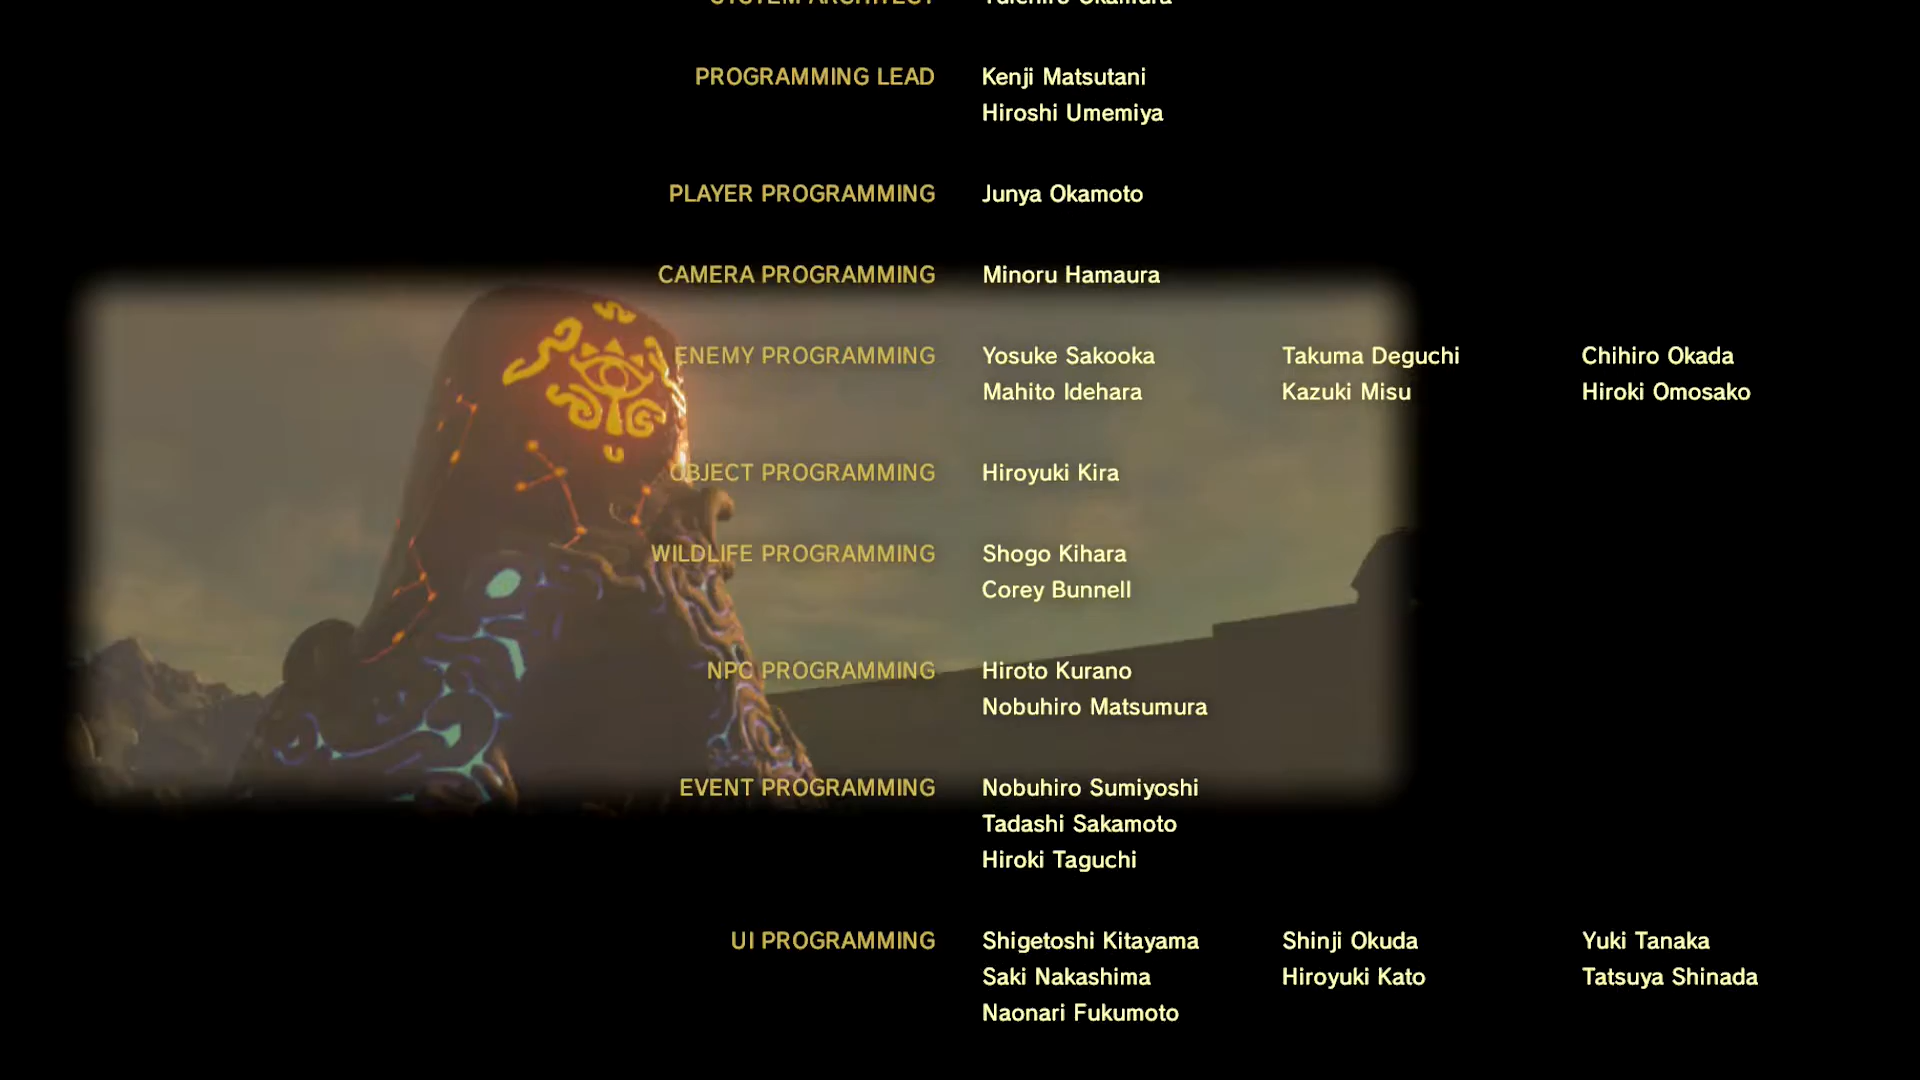 PROGRAMMING LEAD Kenji Matsutani
Hiroshi Umemiya
PLAYER PROGRAMMING Junya Okamoto
CAMERA PROGRAMMING Minoru Hamaura
ENEMY PROGRAMMING Yosuke Sakooka Takuma Deguchi Chihiro Okada
Mahito Idehara Kazuki Misu Hiroki Omosako
OBJECT PROGRAMMING Hiroyuki Kira
WILDLIFE PROGRAMMING Shogo Kihara
Corey Bunnell
NPC PROGRAMMING Hiroto Kurano
Nobuhiro Matsumura
EVENT PROGRAMMING Nobuhiro Sumiyoshi
Tadashi Sakamoto
Hiroki Taguchi
UI PROGRAMMING Shigetoshi Kitayama Shinji Okuda Yuki Tanaka
Saki Nakashima Hiroyuki Kato Tatsuya Shinada
Naonari Fukumoto